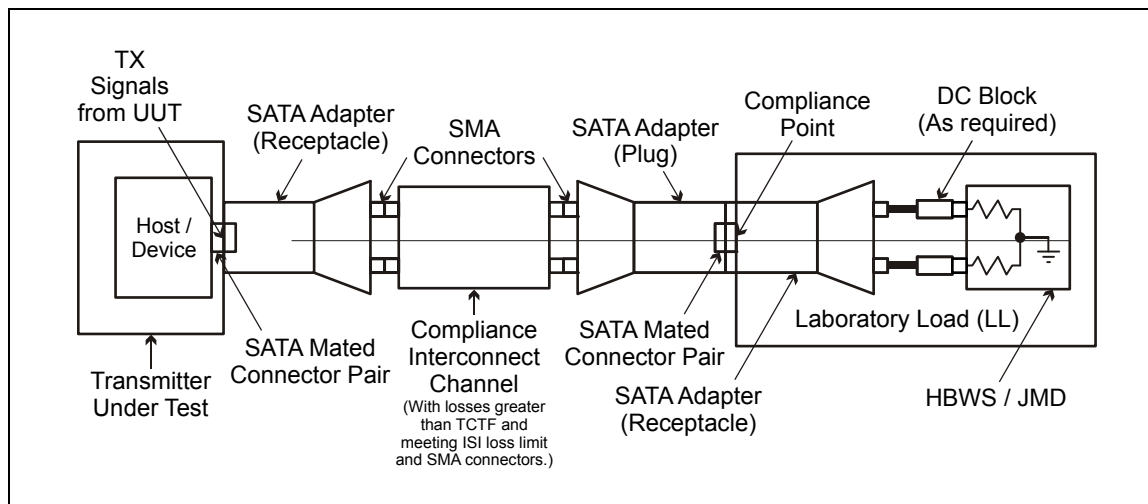 TX
Signals
from UUT
SATA Adapter
(Receptacle)
SMA
Connectors
SATA Adapter
(Plug)
Compliance
Point
DC Block
(As required)
Host /
Device
Laboratory Load (LL)
Transmitter
Under Test
SATA Mated
Connector Pair
Compliance
Interconnect
Channel
(With losses greater
than TCTF and
meeting ISI loss limit
and SMA connectors.)
SATA Mated
Connector Pair
SATA Adapter
(Receptacle)
HBWS / JMD